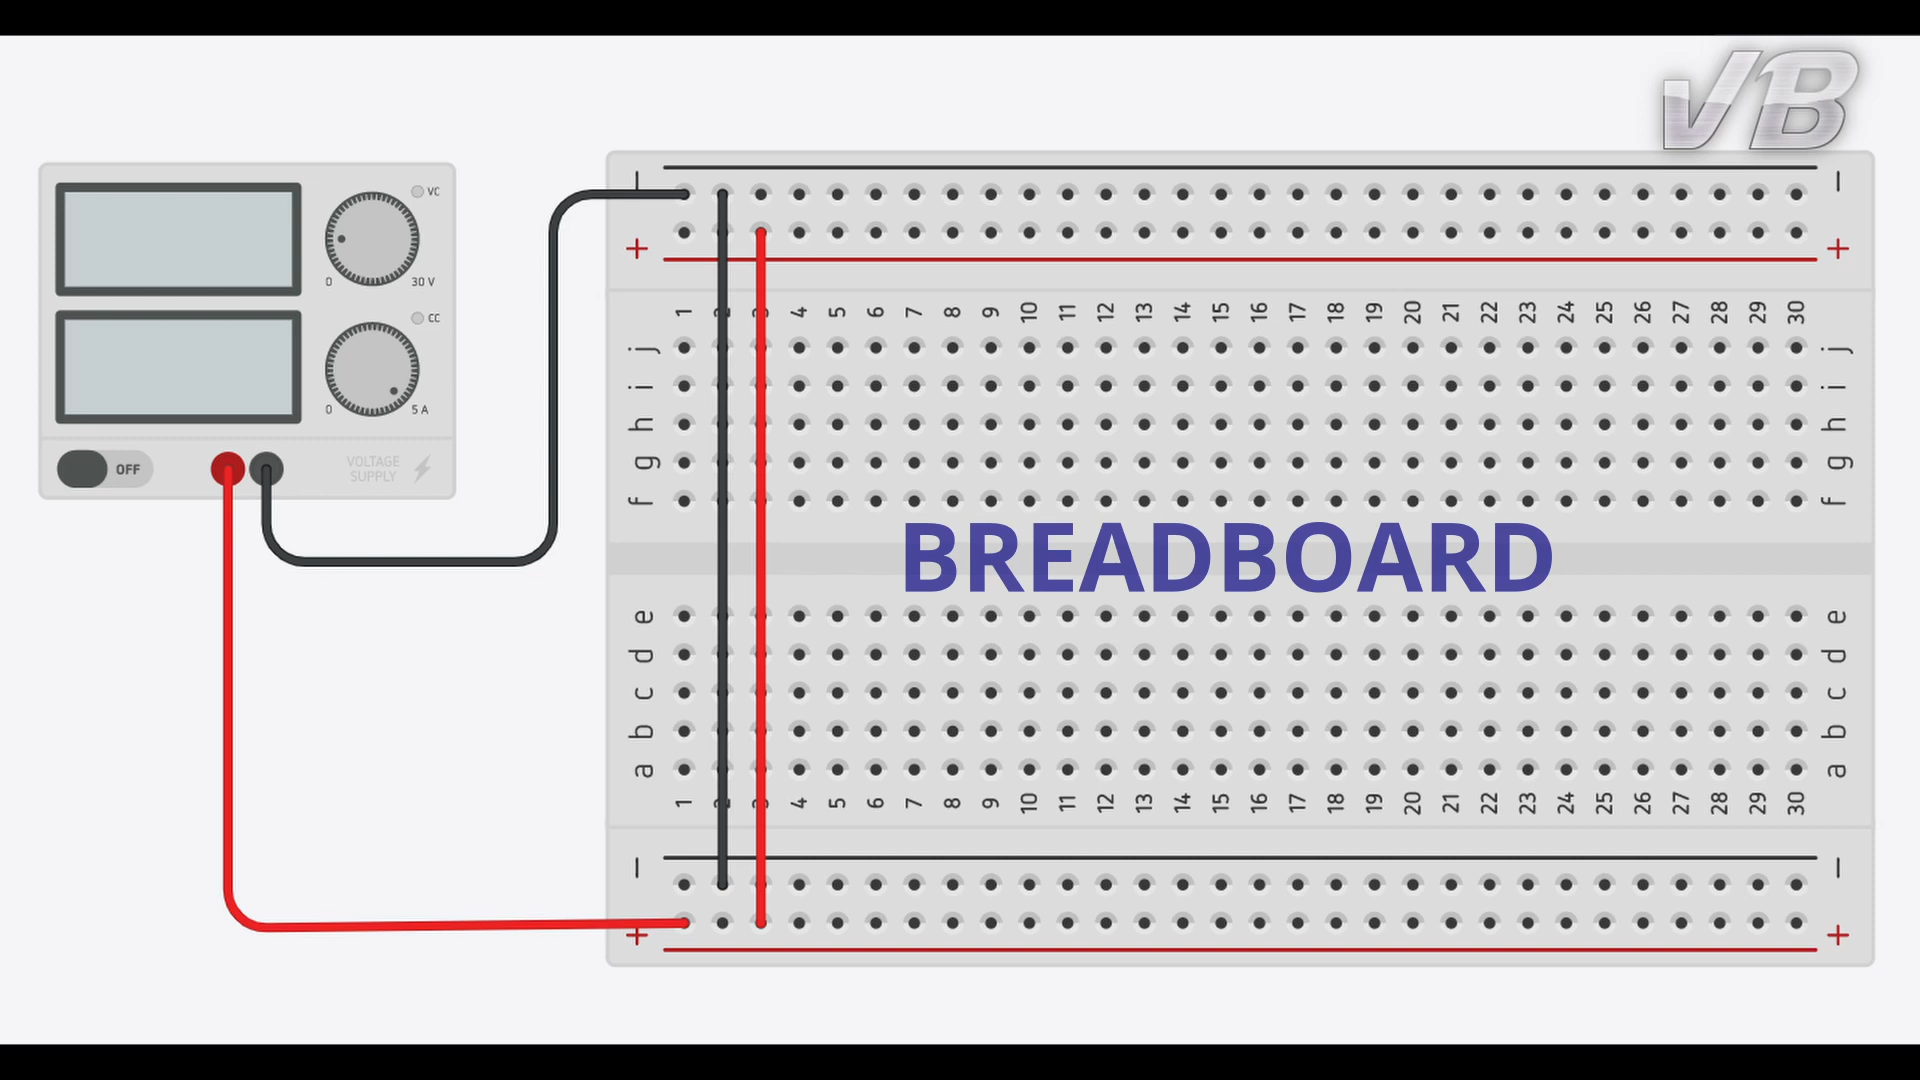 VB
VC
0 30 V
CC
0 5 A
OFF
VOLTAGE
SUPPLY
− −
+ +
1 2 3 4 5 6 7 8 9 10 11 12 13 14 15 16 17 18 19 20 21 22 23 24 25 26 27 28 29 30
j j
i i
h h
g g
f f
BREADBOARD
e e
d d
c c
b b
a a
1 2 3 4 5 6 7 8 9 10 11 12 13 14 15 16 17 18 19 20 21 22 23 24 25 26 27 28 29 30
− −
+ +